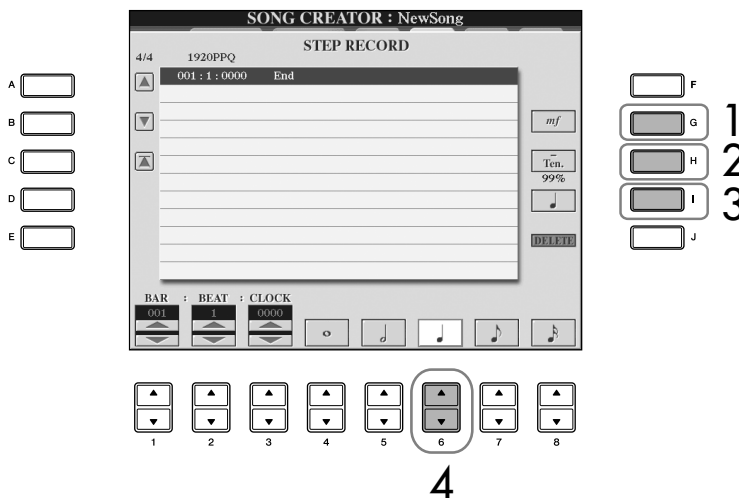 SONG CREATOR : NewSong
STEP RECORD
4/4 1920PPQ
001 : 1 : 0000 End
A
B
C
D
E
mf
Ten.
99%
DELETE
F
G 1
H 2
I 3
J
BAR : BEAT : CLOCK
001 1 0000
1 2 3 4 5 6 7 8
4